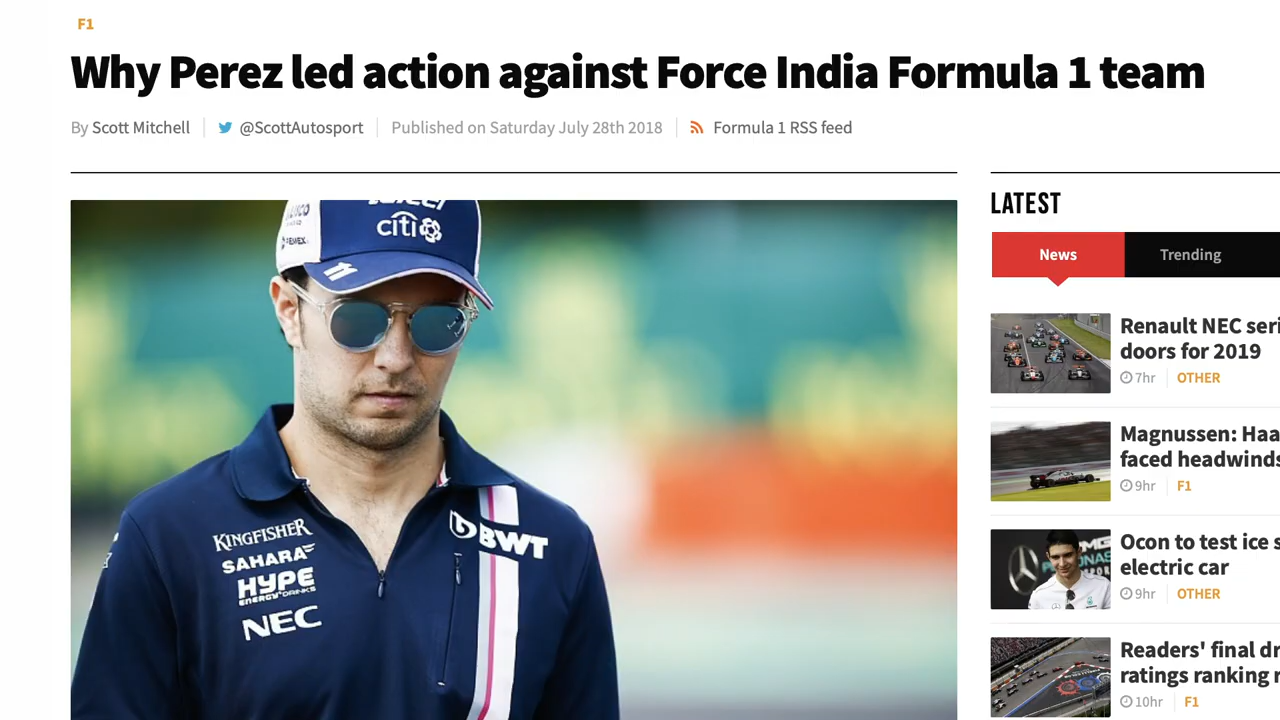 F1
Why Perez led action against Force India Formula 1 team
By Scott Mitchell @ScottAutosport Published on Saturday July 28th 2018 Formula 1 RSS feed
LATEST
News Trending
citi
PEMEX
11
KINGFISHER
SAHARA
HYPE
ENERGY DRINKS
NEC
BWT
Renault NEC seri
doors for 2019
7hr OTHER
Magnussen: Haa
faced headwinds
9hr F1
Ocon to test ice s
electric car
9hr OTHER
Readers' final dr
ratings ranking r
10hr F1